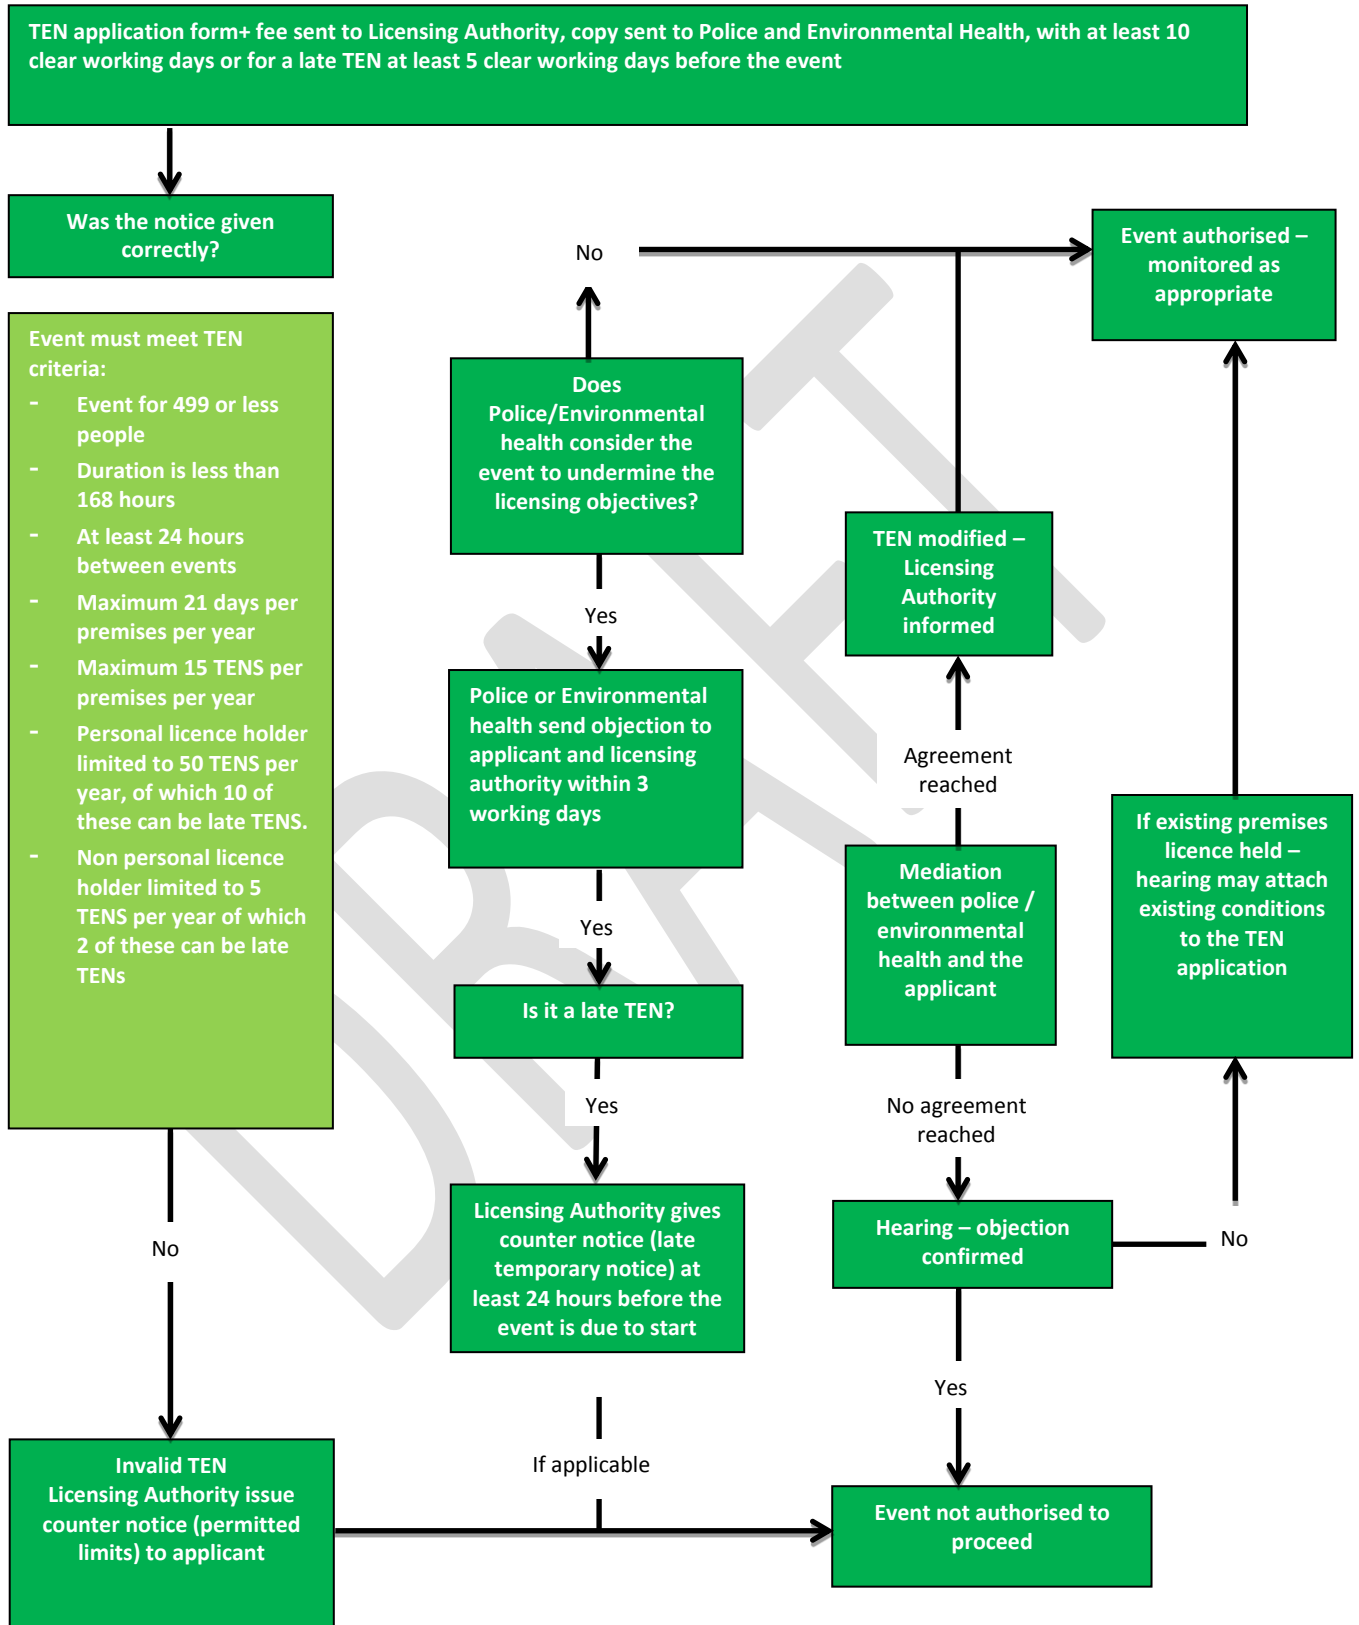 TEN application form+ fee sent to Licensing Authority, copy sent to Police and Environmental Health, with at least 10
clear working days or for a late TEN at least 5 clear working days before the event
Was the notice given
correctly?
Event must meet TEN
criteria:
- Event for 499 or less
people
- Duration is less than
168 hours
- At least 24 hours
between events
- Maximum 21 days per
premises per year
- Maximum 15 TENS per
premises per year
- Personal licence holder
limited to 50 TENS per
year, of which 10 of
these can be late TENS.
- Non personal licence
holder limited to 5
TENS per year of which
2 of these can be late
TENs
No
Invalid TEN
Licensing Authority issue
counter notice (permitted
limits) to applicant
No
Does
Police/Environmental
health consider the
event to undermine the
licensing objectives?
Yes
Police or Environmental
health send objection to
applicant and licensing
authority within 3
working days
Yes
Is it a late TEN?
Yes
Licensing Authority gives
counter notice (late
temporary notice) at
least 24 hours before the
event is due to start
If applicable
Event authorised –
monitored as
appropriate
TEN modified –
Licensing
Authority
informed
Agreement
reached
Mediation
between police /
environmental
health and the
applicant
No agreement
reached
Hearing – objection
confirmed
Yes
Event not authorised to
proceed
If existing premises
licence held –
hearing may attach
existing conditions
to the TEN
application
No
DRAFT